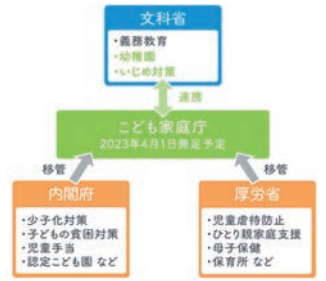 文科省
・義務教育
・幼稚園
・いじめ対策
連携
こども家庭庁
2023年4月1日発足予定
移管
移管
内閣府
・少子化対策
・子どもの貧困対策
・児童手当
・認定こども園 など
厚労省
・児童虐待防止
・ひとり親家庭支援
・母子保健
・保育所 など